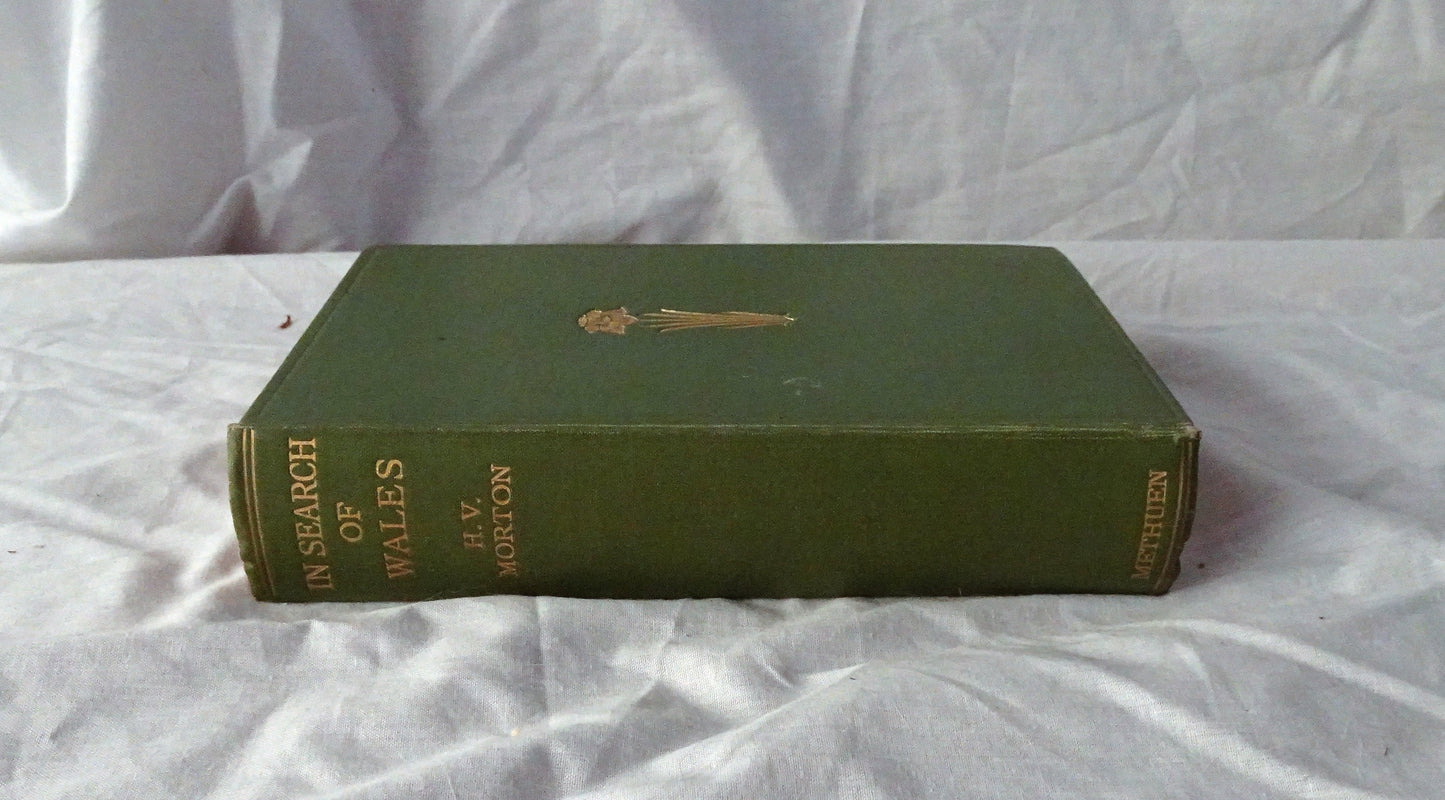 IN SEARCH
OF
WALES
H.V.
MORTON
METHUEN